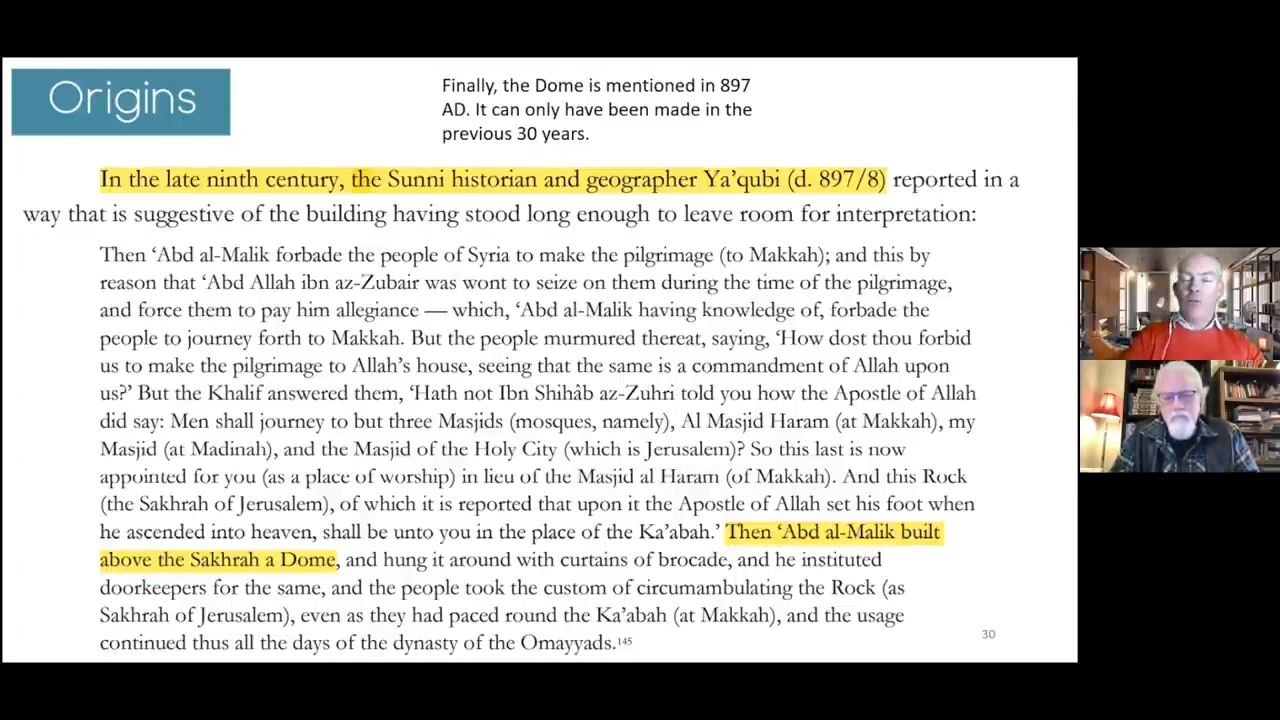 Origins
Finally, the Dome is mentioned in 897
AD. It can only have been made in the
previous 30 years.
In the late ninth century, the Sunni historian and geographer Ya’qubi (d. 897/8) reported in a
way that is suggestive of the building having stood long enough to leave room for interpretation:
Then ‘Abd al-Malik forbade the people of Syria to make the pilgrimage (to Makkah); and this by
reason that ‘Abd Allah ibn az-Zubair was wont to seize on them during the time of the pilgrimage,
and force them to pay him allegiance — which, ‘Abd al-Malik having knowledge of, forbade the
people to journey forth to Makkah. But the people murmured thereat, saying, ‘How dost thou forbid
us to make the pilgrimage to Allah’s house, seeing that the same is a commandment of Allah upon
us?’ But the Khalif answered them, ‘Hath not Ibn Shihâb az-Zuhri told you how the Apostle of Allah
did say: Men shall journey to but three Masjids (mosques, namely), Al Masjid Haram (at Makkah), my
Masjid (at Madinah), and the Masjid of the Holy City (which is Jerusalem)? So this last is now
appointed for you (as a place of worship) in lieu of the Masjid al Haram (of Makkah). And this Rock
(the Sakhrah of Jerusalem), of which it is reported that upon it the Apostle of Allah set his foot when
he ascended into heaven, shall be unto you in the place of the Ka’abah.’ Then ‘Abd al-Malik built
above the Sakhrah a Dome, and hung it around with curtains of brocade, and he instituted
doorkeepers for the same, and the people took the custom of circumambulating the Rock (as
Sakhrah of Jerusalem), even as they had paced round the Ka’abah (at Makkah), and the usage
continued thus all the days of the dynasty of the Omayyads.¹⁴⁵
30